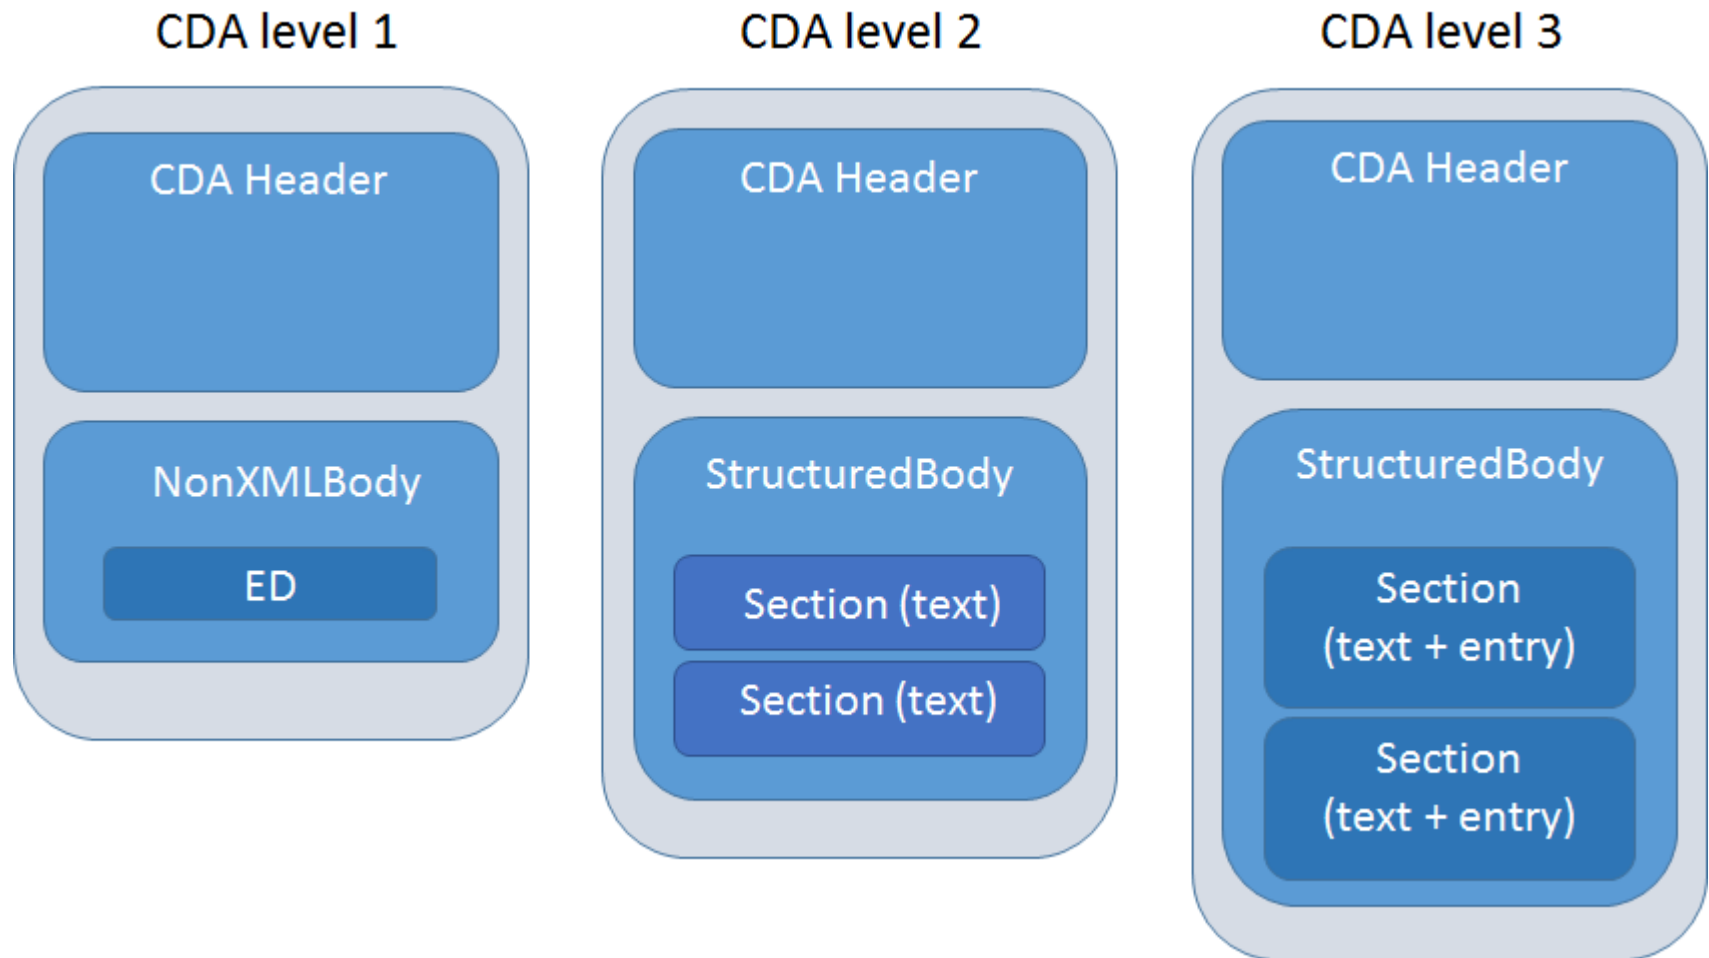 CDA level 1
CDA Header
NonXMLBody
ED
CDA level 2
CDA Header
StructuredBody
Section (text)
Section (text)
CDA level 3
CDA Header
StructuredBody
Section
(text + entry)
Section
(text + entry)